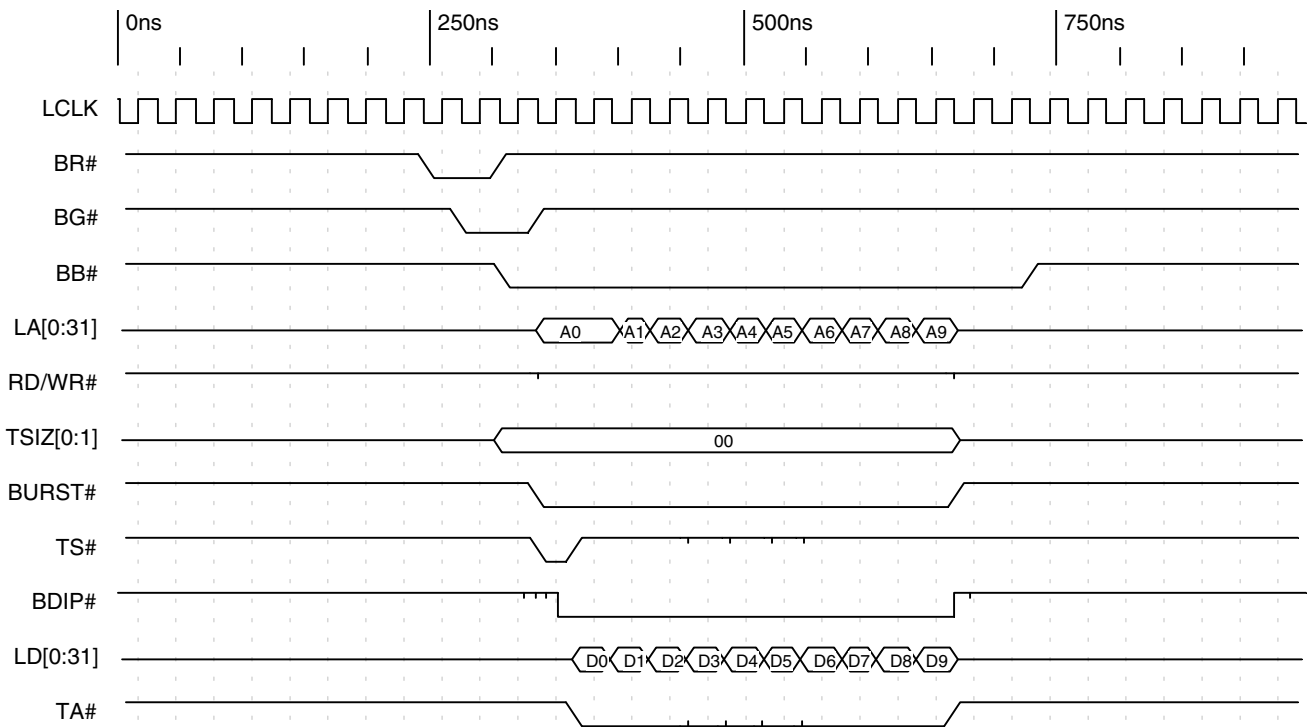 0ns 250ns 500ns 750ns
LCLK
BR#
BG#
BB#
LA[0:31] A0 A1 A2 A3 A4 A5 A6 A7 A8 A9
RD/WR#
TSIZ[0:1] 00
BURST#
TS#
BDIP#
LD[0:31] D0 D1 D2 D3 D4 D5 D6 D7 D8 D9
TA#